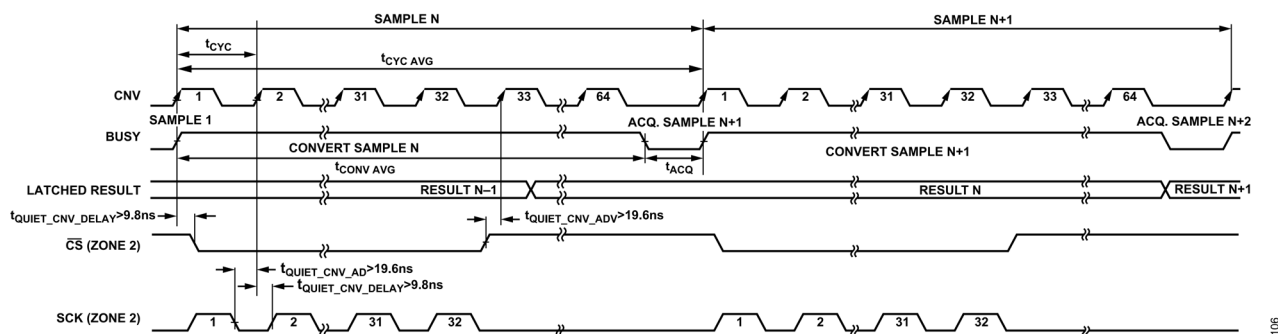 SAMPLE N SAMPLE N+1
tCYC
tCYC AVG
CNV 1 2 31 32 33 64 1 2 31 32 33 64
SAMPLE 1 ACQ. SAMPLE N+1 ACQ. SAMPLE N+2
BUSY
CONVERT SAMPLE N CONVERT SAMPLE N+1
tCONV AVG tACQ
LATCHED RESULT RESULT N–1 RESULT N RESULT N+1
tQUIET_CNV_DELAY>9.8ns tQUIET_CNV_ADV>19.6ns
CS (ZONE 2)
tQUIET_CNV_AD>19.6ns
tQUIET_CNV_DELAY>9.8ns
SCK (ZONE 2) 1 2 31 32 1 2 31 32
106